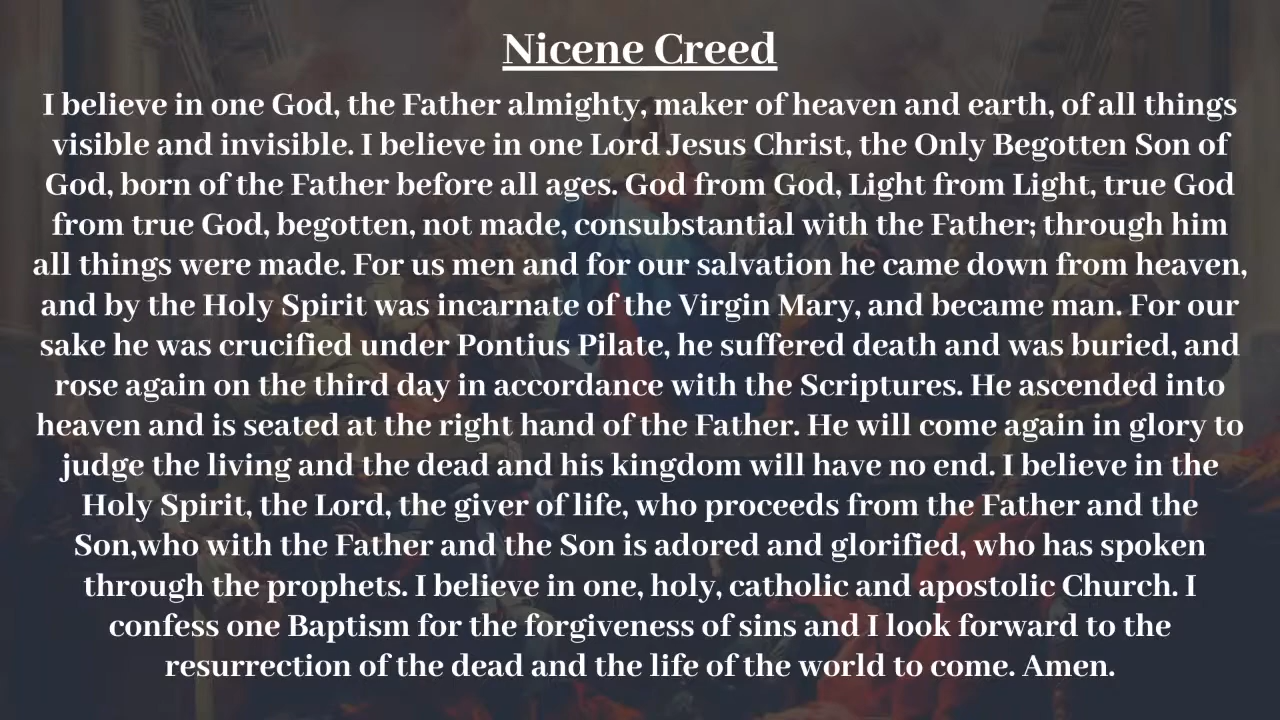 Nicene Creed
I believe in one God, the Father almighty, maker of heaven and earth, of all things
visible and invisible. I believe in one Lord Jesus Christ, the Only Begotten Son of
God, born of the Father before all ages. God from God, Light from Light, true God
from true God, begotten, not made, consubstantial with the Father; through him
all things were made. For us men and for our salvation he came down from heaven,
and by the Holy Spirit was incarnate of the Virgin Mary, and became man. For our
sake he was crucified under Pontius Pilate, he suffered death and was buried, and
rose again on the third day in accordance with the Scriptures. He ascended into
heaven and is seated at the right hand of the Father. He will come again in glory to
judge the living and the dead and his kingdom will have no end. I believe in the
Holy Spirit, the Lord, the giver of life, who proceeds from the Father and the
Son,who with the Father and the Son is adored and glorified, who has spoken
through the prophets. I believe in one, holy, catholic and apostolic Church. I
confess one Baptism for the forgiveness of sins and I look forward to the
resurrection of the dead and the life of the world to come. Amen.